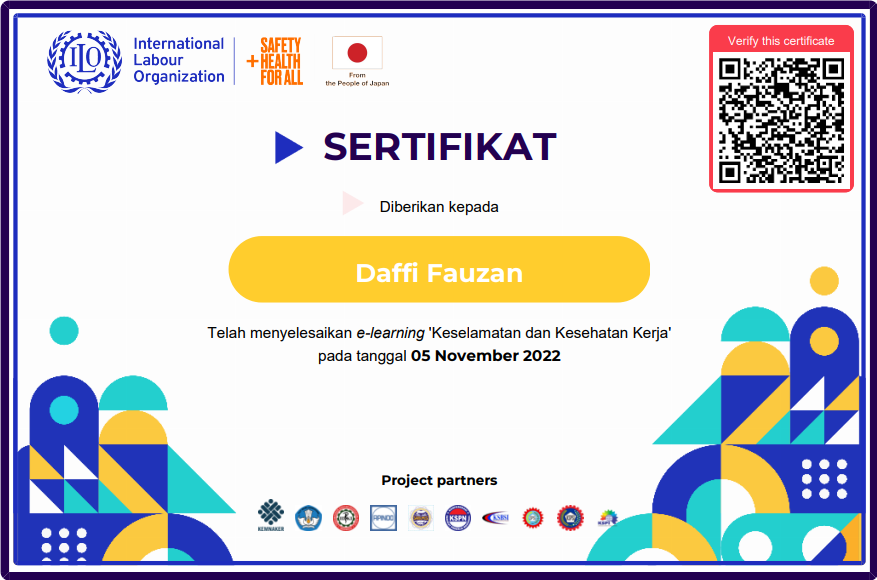 ILO
International
Labour
Organization
SAFETY
+ HEALTH
FOR ALL
From
the People of Japan
Verify this certificate
SERTIFIKAT
Diberikan kepada
Daffi Fauzan
Telah menyelesaikan e-learning 'Keselamatan dan Kesehatan Kerja'
pada tanggal 05 November 2022
Project partners
KEMNAKER
APINDO
KSPN
KSBSI